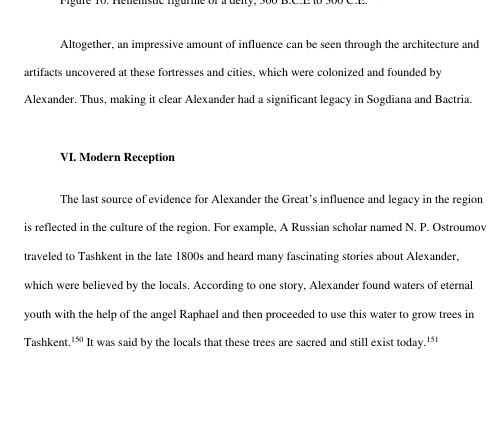 Figure 10. Hellenistic figurine of a deity, 300 B.C.E to 300 C.E.
Altogether, an impressive amount of influence can be seen through the architecture and
artifacts uncovered at these fortresses and cities, which were colonized and founded by
Alexander. Thus, making it clear Alexander had a significant legacy in Sogdiana and Bactria.
VI. Modern Reception
The last source of evidence for Alexander the Great’s influence and legacy in the region
is reflected in the culture of the region. For example, A Russian scholar named N. P. Ostroumov
traveled to Tashkent in the late 1800s and heard many fascinating stories about Alexander,
which were believed by the locals. According to one story, Alexander found waters of eternal
youth with the help of the angel Raphael and then proceeded to use this water to grow trees in
Tashkent.¹⁵⁰ It was said by the locals that these trees are sacred and still exist today.¹⁵¹